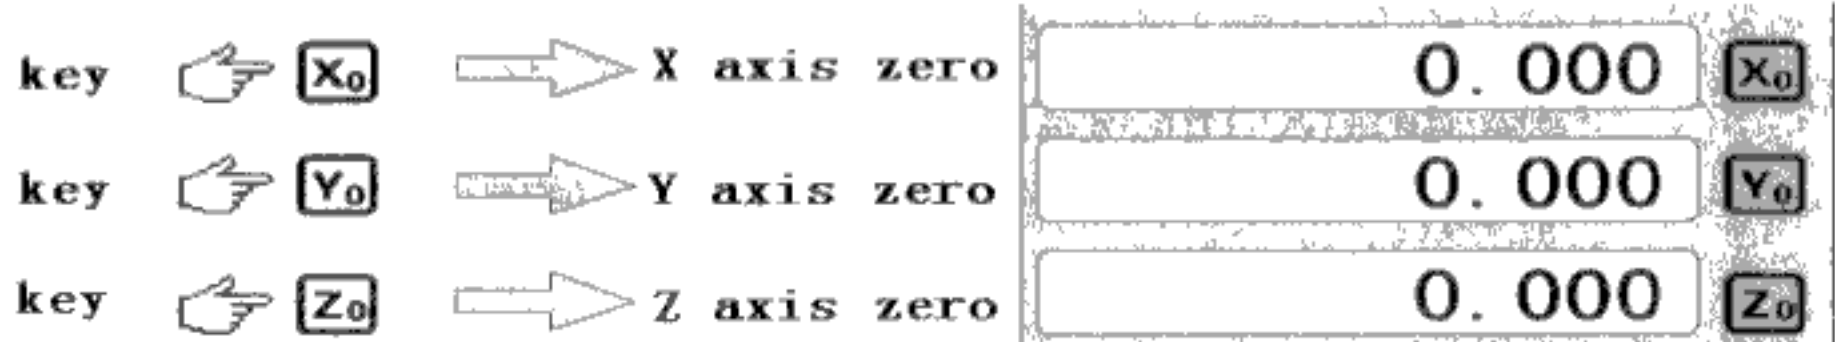 key X₀ X axis zero 0.000 X₀
key Y₀ Y axis zero 0.000 Y₀
key Z₀ Z axis zero 0.000 Z₀